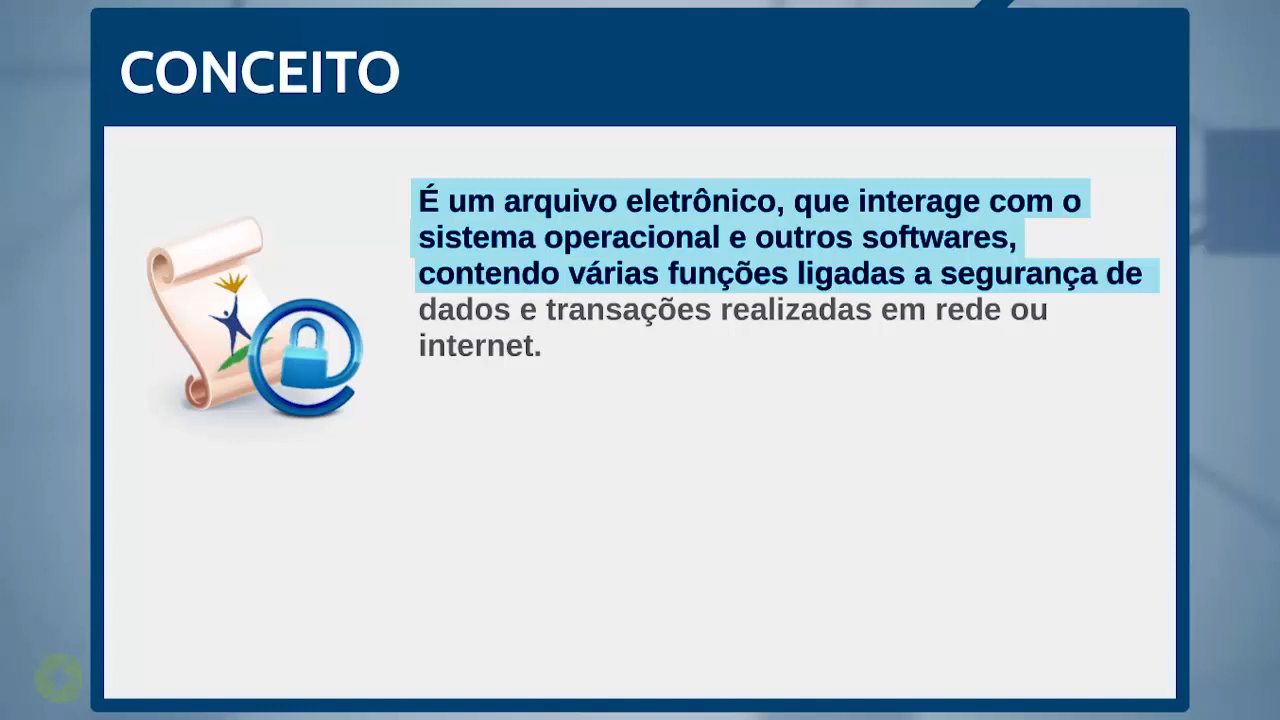 CONCEITO
É um arquivo eletrônico, que interage com o
sistema operacional e outros softwares,
contendo várias funções ligadas a segurança de
dados e transações realizadas em rede ou
internet.